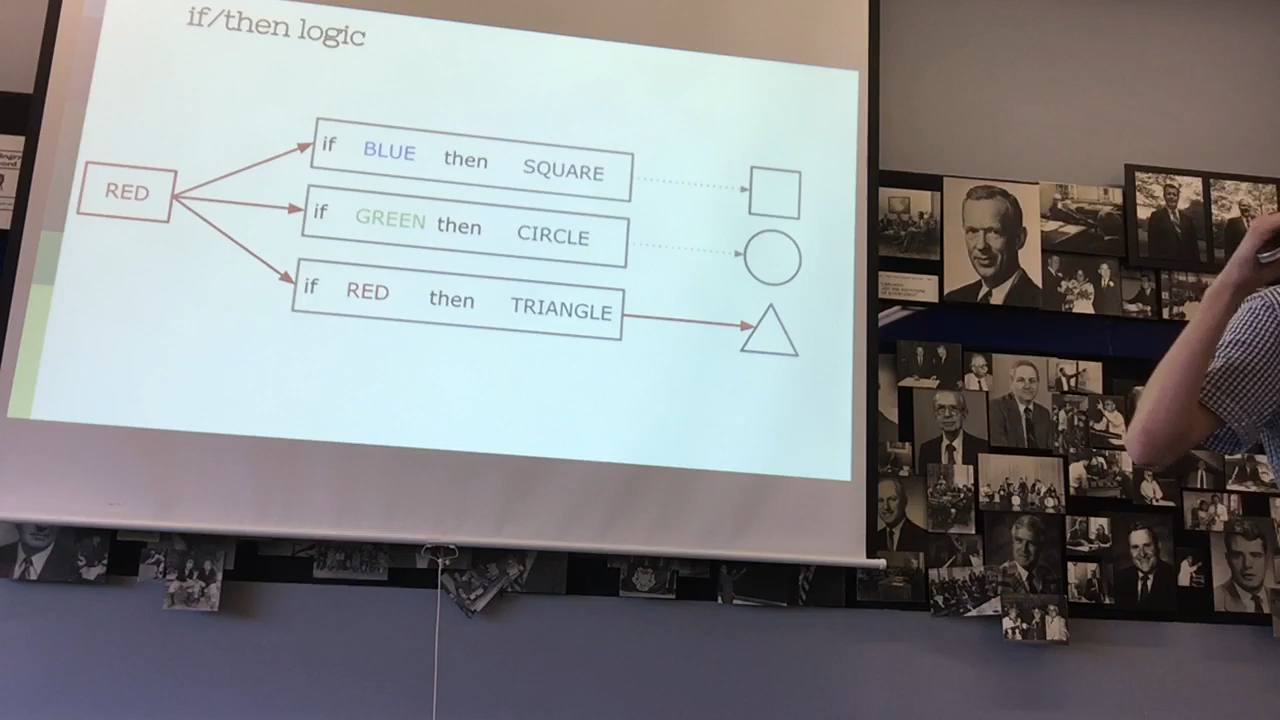 if/then logic
RED
if BLUE then SQUARE
if GREEN then CIRCLE
if RED then TRIANGLE